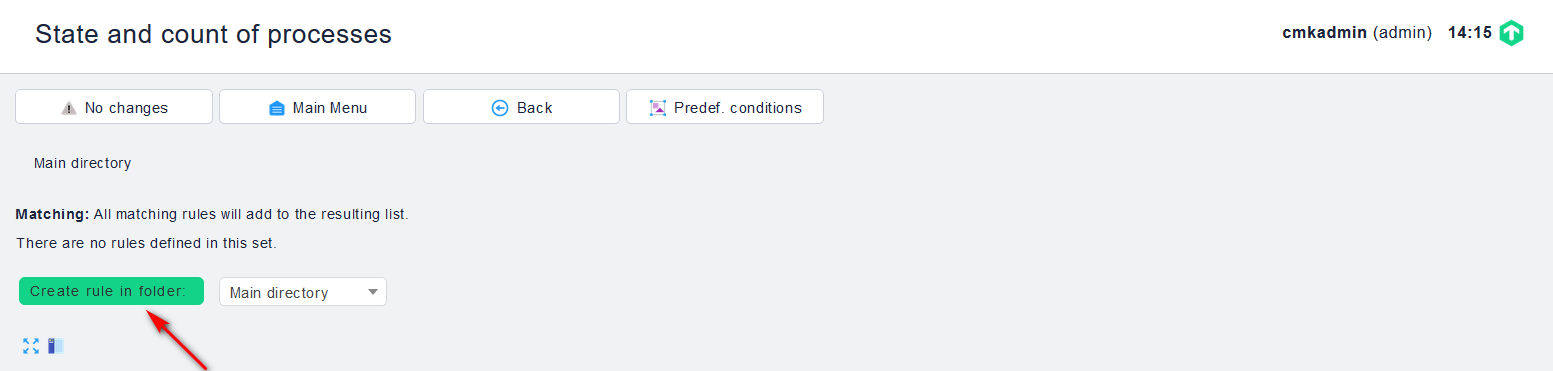 State and count of processes
cmkadmin (admin) 14:15
No changes Main Menu Back Predef. conditions
Main directory
Matching: All matching rules will add to the resulting list.
There are no rules defined in this set.
Create rule in folder: Main directory